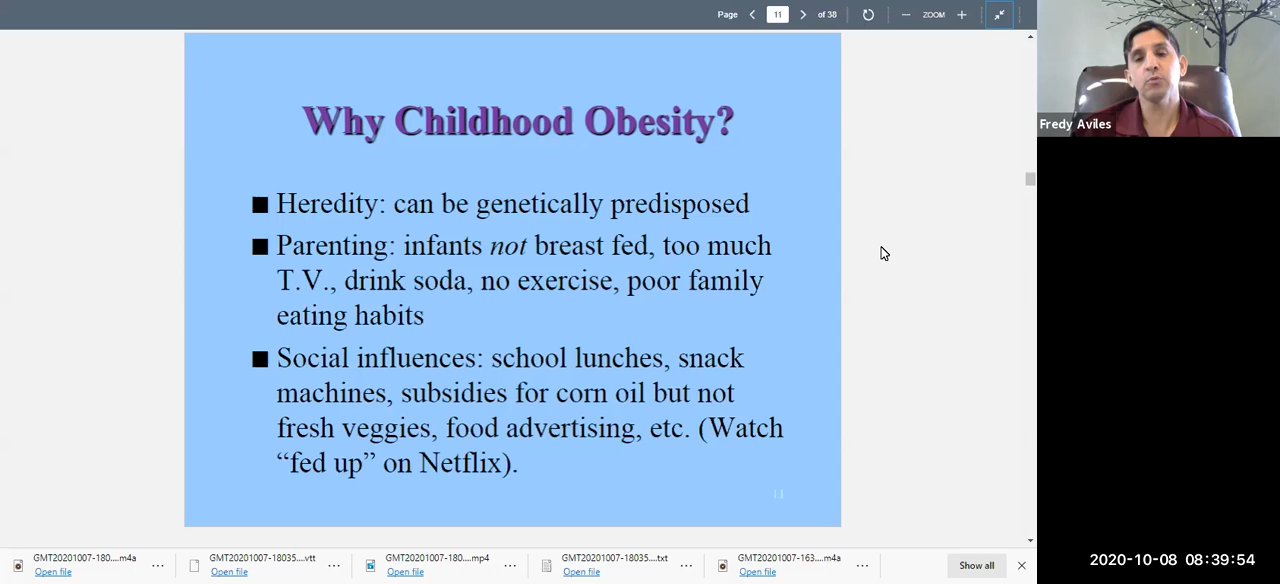 Page 11 of 38 ZOOM
Why Childhood Obesity?
■ Heredity: can be genetically predisposed
■ Parenting: infants not breast fed, too much
T.V., drink soda, no exercise, poor family
eating habits
■ Social influences: school lunches, snack
machines, subsidies for corn oil but not
fresh veggies, food advertising, etc. (Watch
“fed up” on Netflix).
11
Fredy Aviles
GMT20201007-180....m4a
Open file
GMT20201007-18035....vtt
Open file
GMT20201007-180....mp4
Open file
GMT20201007-18035....txt
Open file
GMT20201007-163....m4a
Open file
Show all
2020-10-08 08:39:54